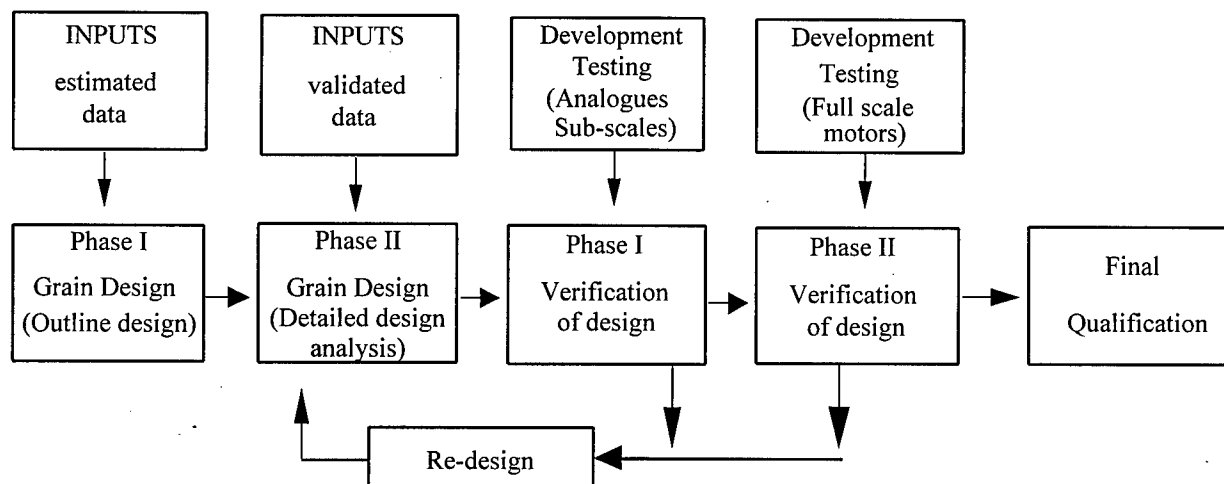 INPUTS
estimated
data
INPUTS
validated
data
Development
Testing
(Analogues
Sub-scales)
Development
Testing
(Full scale
motors)
Phase I
Grain Design
(Outline design)
Phase II
Grain Design
(Detailed design
analysis)
Phase I
Verification
of design
Phase II
Verification
of design
Final
Qualification
Re-design